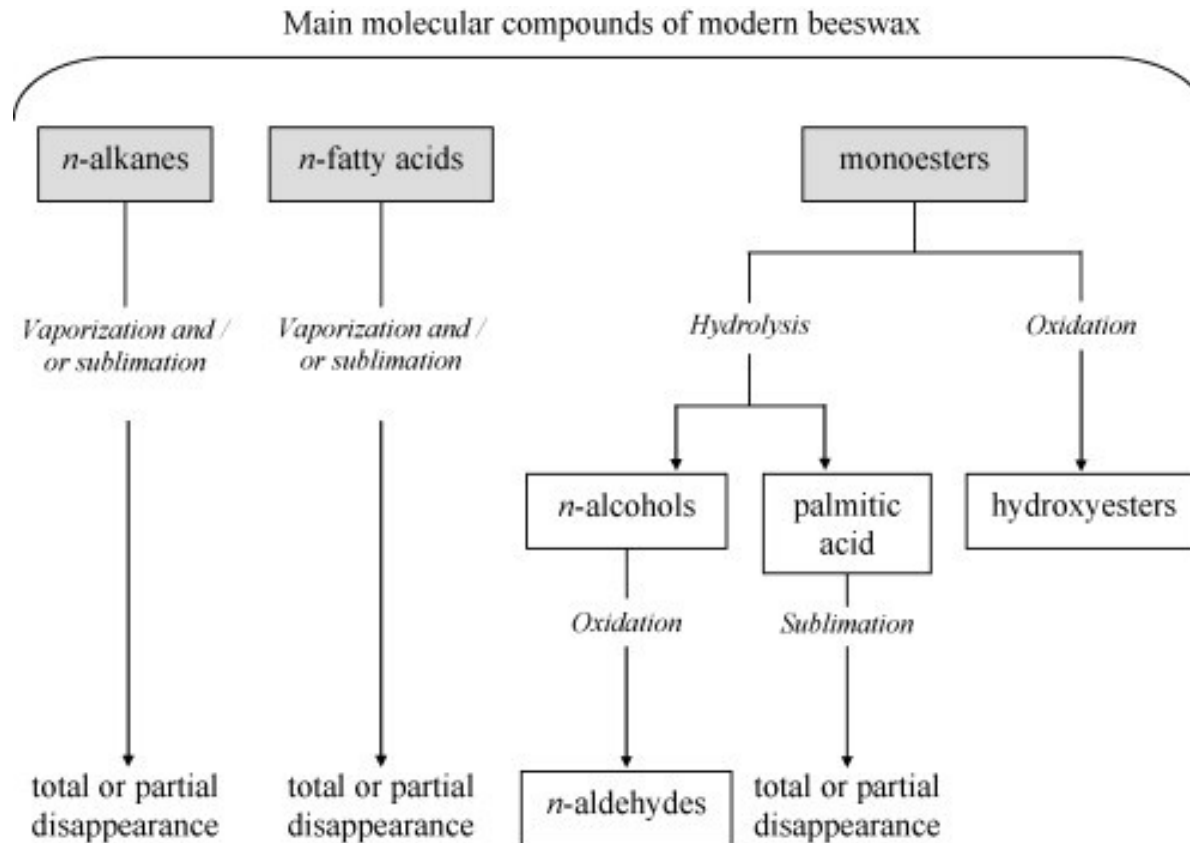 Main molecular compounds of modern beeswax
n-alkanes
n-fatty acids
monoesters
Vaporization and /
or sublimation
Vaporization and /
or sublimation
Hydrolysis
Oxidation
n-alcohols
palmitic
acid
hydroxyesters
Oxidation
Sublimation
total or partial
disappearance
total or partial
disappearance
n-aldehydes
total or partial
disappearance